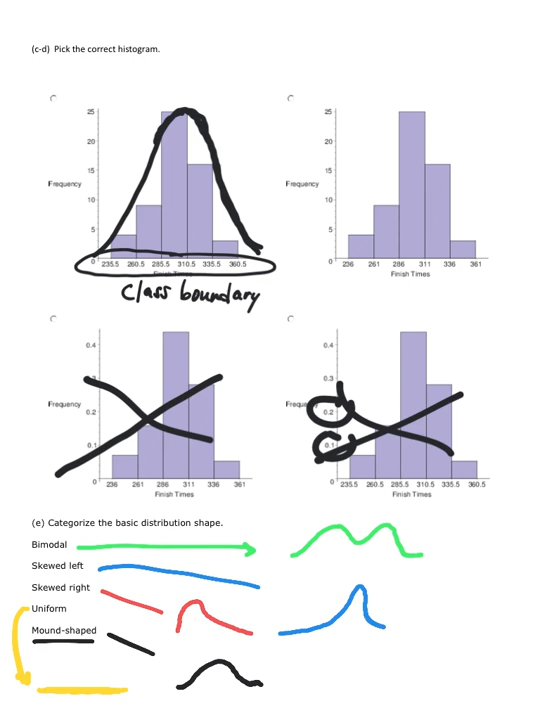 (c-d) Pick the correct histogram.
25
20
15
10
5
0
Frequency
235.5 260.5 285.5 310.5 335.5 360.5
Finish Times
Class boundary
25
20
15
10
5
0
Frequency
236 261 286 311 336 361
Finish Times
0.4
0.3
0.2
0.1
0
Frequency
236 261 286 311 336 361
Finish Times
0.4
0.3
0.2
0.1
0
235.5 260.5 285.5 310.5 335.5 360.5
Finish Times
(e) Categorize the basic distribution shape.
Bimodal
Skewed left
Skewed right
Uniform
Mound-shaped